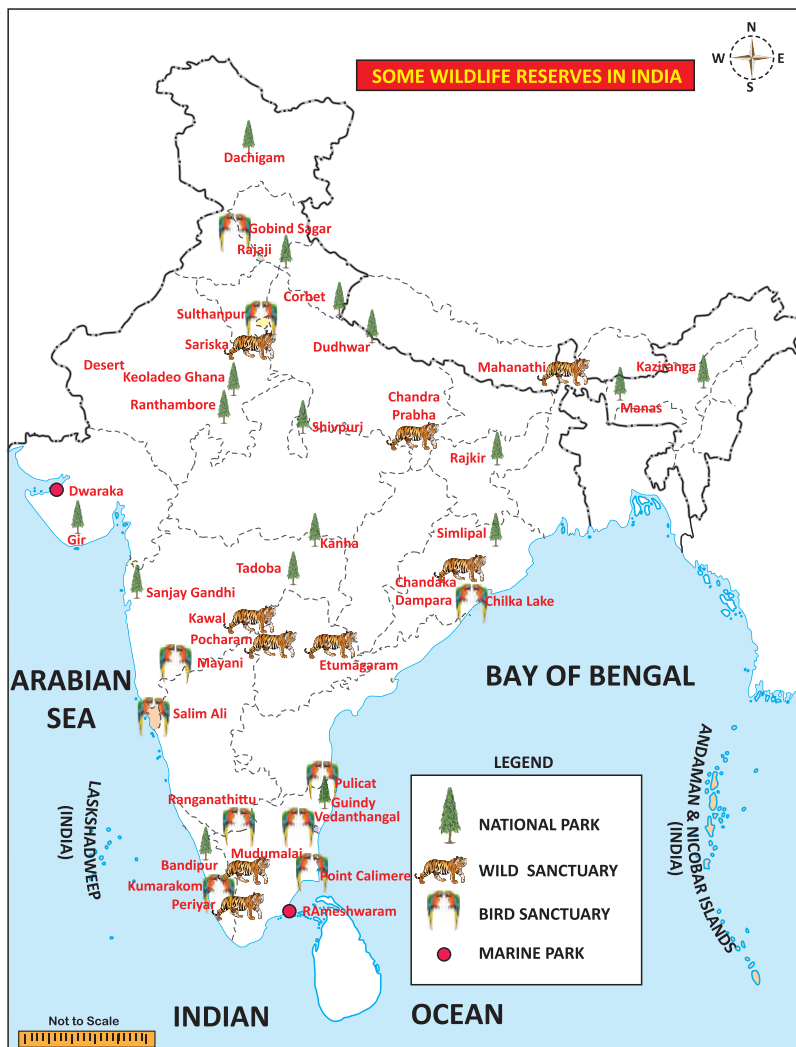 N
W E
S
SOME WILDLIFE RESERVES IN INDIA
Dachigam
Gobind Sagar
Rajaji
Corbet
Sulthanpur
Sariska
Dudhwar
Desert
Keoladeo Ghana
Ranthambore
Shivpuri
Chandra
Prabha
Mahanathi
Kaziranga
Manas
Rajkir
Dwaraka
Gir
Kanha
Simlipal
Tadoba
Sanjay Gandhi
Chandaka
Dampara
Chilka Lake
Kawal
Pocharam
Etumagaram
Mayani
ARABIAN
SEA
BAY OF BENGAL
Salim Ali
Pulicat
Guindy
Vedanthangal
Ranganathittu
Mudumalai
Bandipur
Point Calimere
Kumarakom
Periyar
RAmeshwaram
LASKSHADWEEP
(INDIA)
ANDAMAN & NICOBAR ISLANDS
(INDIA)
LEGEND
NATIONAL PARK
WILD SANCTUARY
BIRD SANCTUARY
MARINE PARK
INDIAN OCEAN
Not to Scale